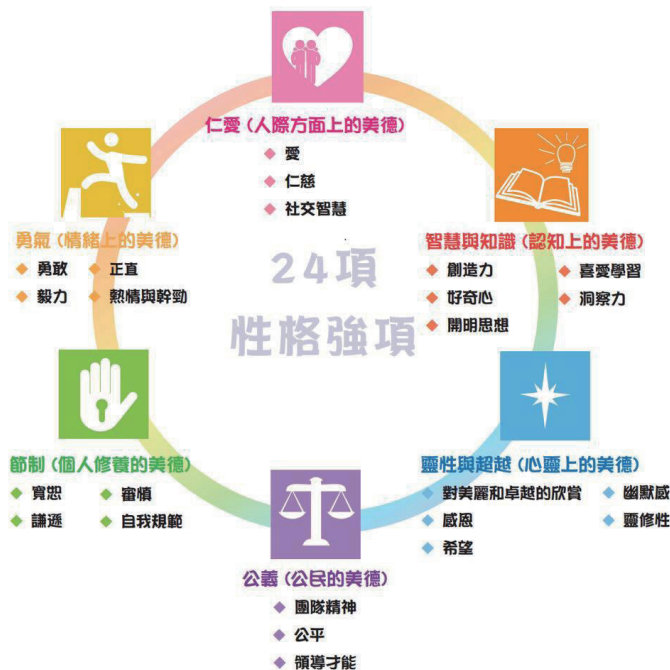 仁愛 (人際方面上的美德)
愛
仁慈
社交智慧
勇氣 (情緒上的美德)
勇敢
正直
毅力
熱情與幹勁
智慧與知識 (認知上的美德)
創造力
喜愛學習
好奇心
洞察力
開明思想
24項
性格強項
節制 (個人修養的美德)
寬恕
審慎
謙遜
自我規範
靈性與超越 (心靈上的美德)
對美麗和卓越的欣賞
幽默感
感恩
靈修性
希望
公義 (公民的美德)
團隊精神
公平
領導才能